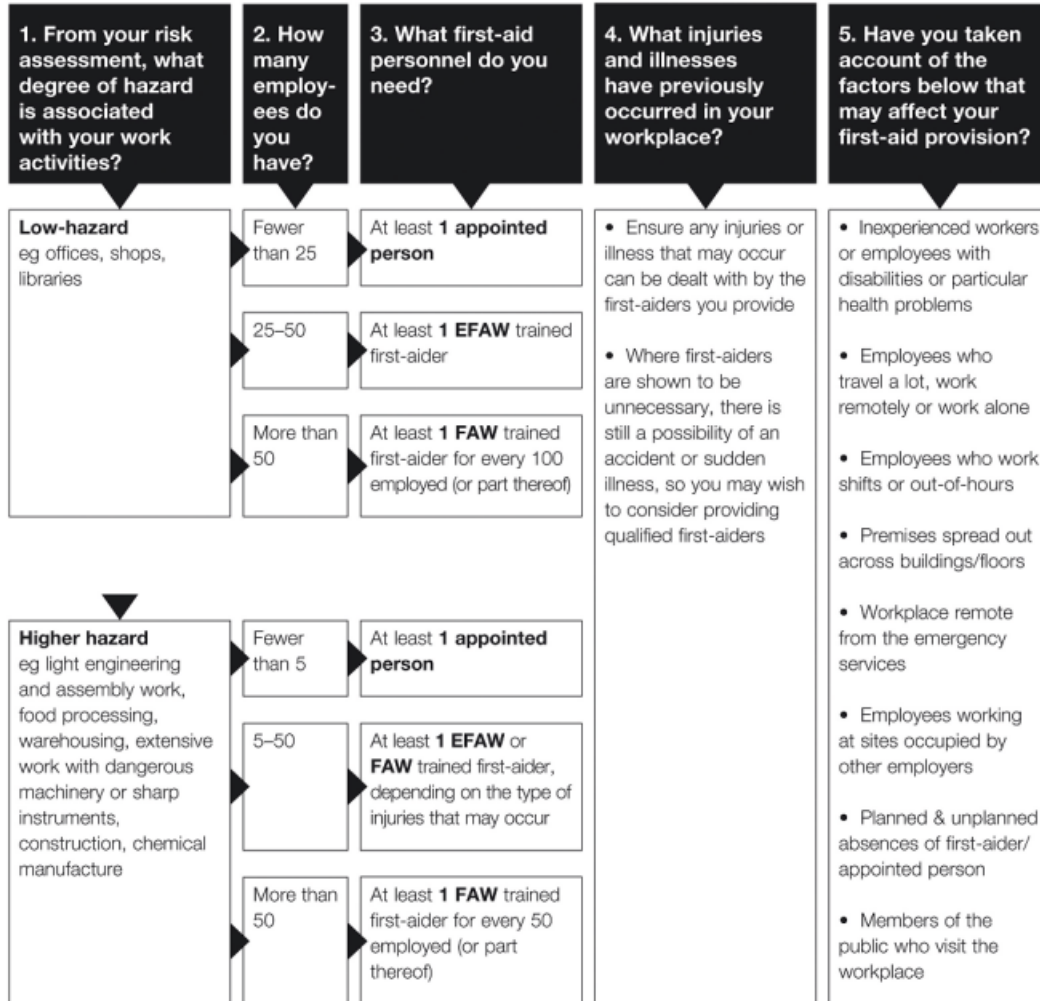 1. From your risk
assessment, what
degree of hazard
is associated
with your work
activities?
2. How
many
employ-
ees do
you
have?
3. What first-aid
personnel do you
need?
4. What injuries
and illnesses
have previously
occurred in your
workplace?
5. Have you taken
account of the
factors below that
may affect your
first-aid provision?
Low-hazard
eg offices, shops,
libraries
Fewer
than 25
At least 1 appointed
person
25–50
At least 1 EFAW trained
first-aider
More than
50
At least 1 FAW trained
first-aider for every 100
employed (or part thereof)
Higher hazard
eg light engineering
and assembly work,
food processing,
warehousing, extensive
work with dangerous
machinery or sharp
instruments,
construction, chemical
manufacture
Fewer
than 5
At least 1 appointed
person
5–50
At least 1 EFAW or
FAW trained first-aider,
depending on the type of
injuries that may occur
More than
50
At least 1 FAW trained
first-aider for every 50
employed (or part
thereof)
• Ensure any injuries or
illness that may occur
can be dealt with by the
first-aiders you provide
• Where first-aiders
are shown to be
unnecessary, there is
still a possibility of an
accident or sudden
illness, so you may wish
to consider providing
qualified first-aiders
• Inexperienced workers
or employees with
disabilities or particular
health problems
• Employees who
travel a lot, work
remotely or work alone
• Employees who work
shifts or out-of-hours
• Premises spread out
across buildings/floors
• Workplace remote
from the emergency
services
• Employees working
at sites occupied by
other employers
• Planned & unplanned
absences of first-aider/
appointed person
• Members of the
public who visit the
workplace